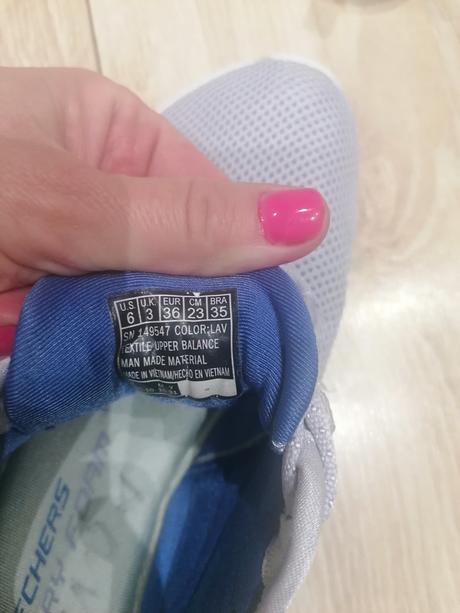 U.S U.K EUR CM BRA
6 3 36 23 35
SN 149547 COLOR:LAV
TEXTILE UPPER BALANCE
MAN MADE MATERIAL
MADE IN VIETNAM/HECHO EN VIETNAM
SKECHERS
FOAM